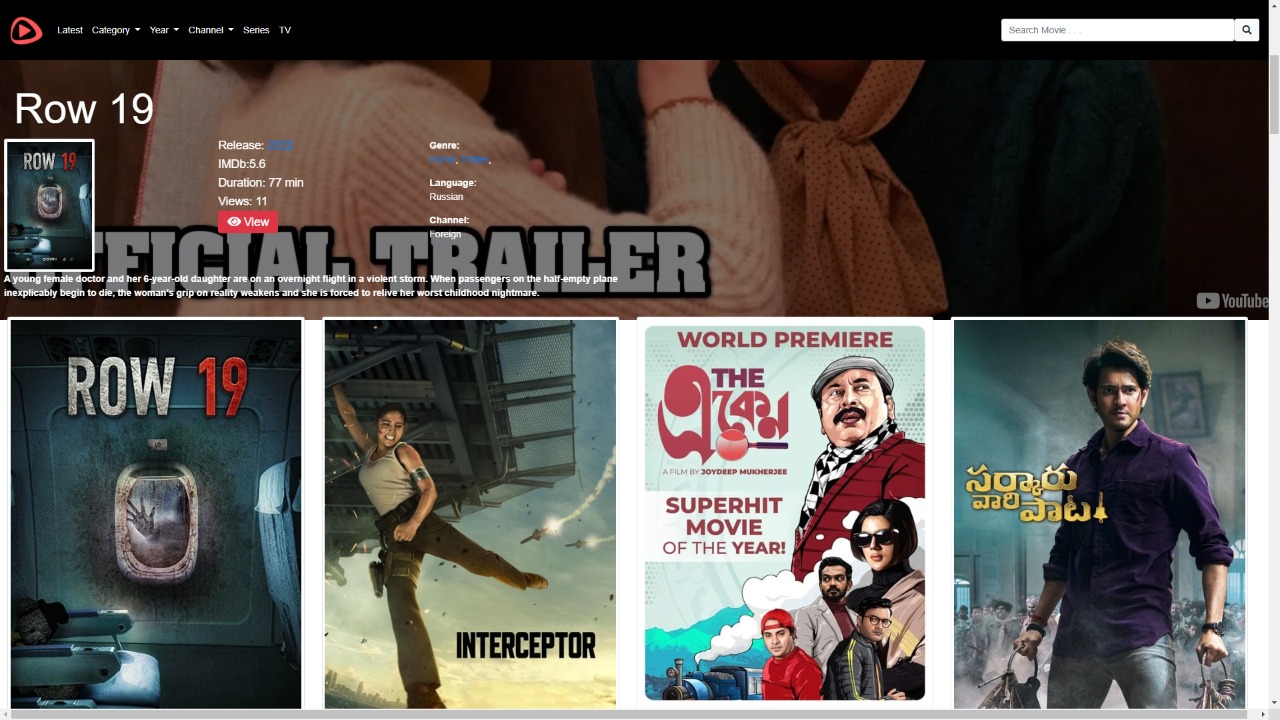 Latest Category Year Channel Series TV
Search Movie . . .
Row 19
ROW 19
Release:
IMDb:5.6
Duration: 77 min
Views: 11
View
Genre:
Language:
Russian
Channel:
Foreign
FICIAL TRAILER
A young female doctor and her 6-year-old daughter are on an overnight flight in a violent storm. When passengers on the half-empty plane
inexplicably begin to die, the woman's grip on reality weakens and she is forced to relive her worst childhood nightmare.
YouTube
ROW 19
INTERCEPTOR
WORLD PREMIERE
THE
একেন
A FILM BY JOYDEEP MUKHERJEE
SUPERHIT
MOVIE
OF THE YEAR!
సర్కారు
వారి
పాట